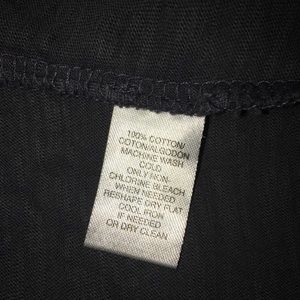 100% COTTON/
COTON/ALGODON
MACHINE WASH
COLD
ONLY NON-
CHLORINE BLEACH
WHEN NEEDED
RESHAPE DRY FLAT
COOL IRON
IF NEEDED
OR DRY CLEAN